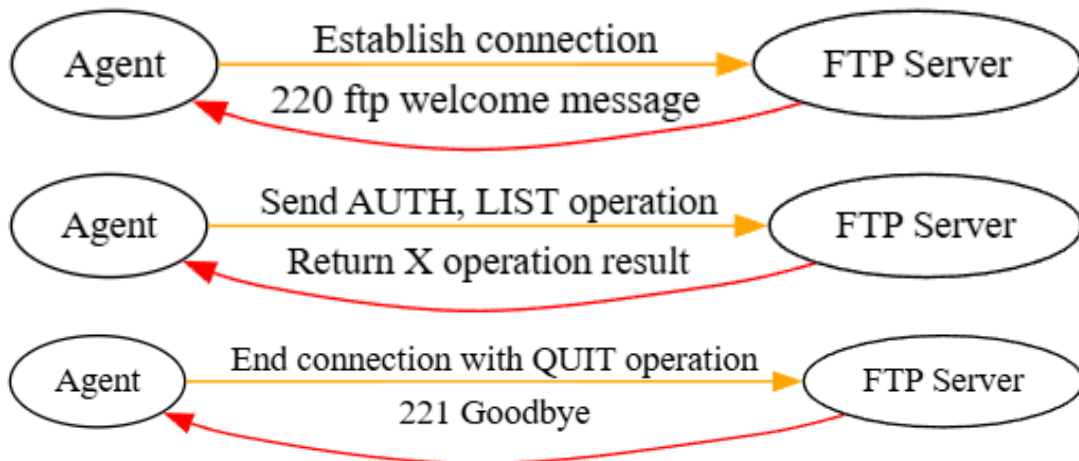 Agent
Establish connection
FTP Server
220 ftp welcome message
Agent
Send AUTH, LIST operation
FTP Server
Return X operation result
Agent
End connection with QUIT operation
FTP Server
221 Goodbye